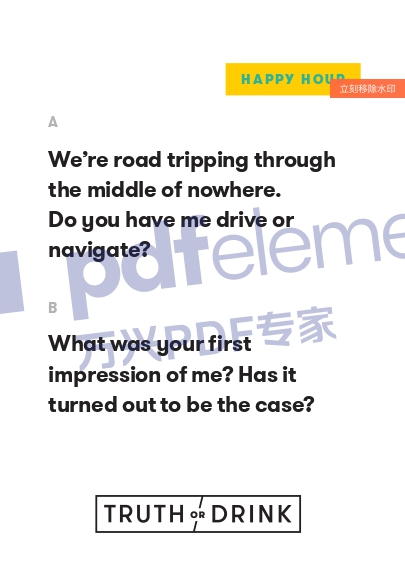 HAPPY HOUR
立刻移除水印
A
We’re road tripping through
the middle of nowhere.
Do you have me drive or
navigate?
pdfeleme
万兴PDF专家
B
What was your first
impression of me? Has it
turned out to be the case?
TRUTH OR DRINK